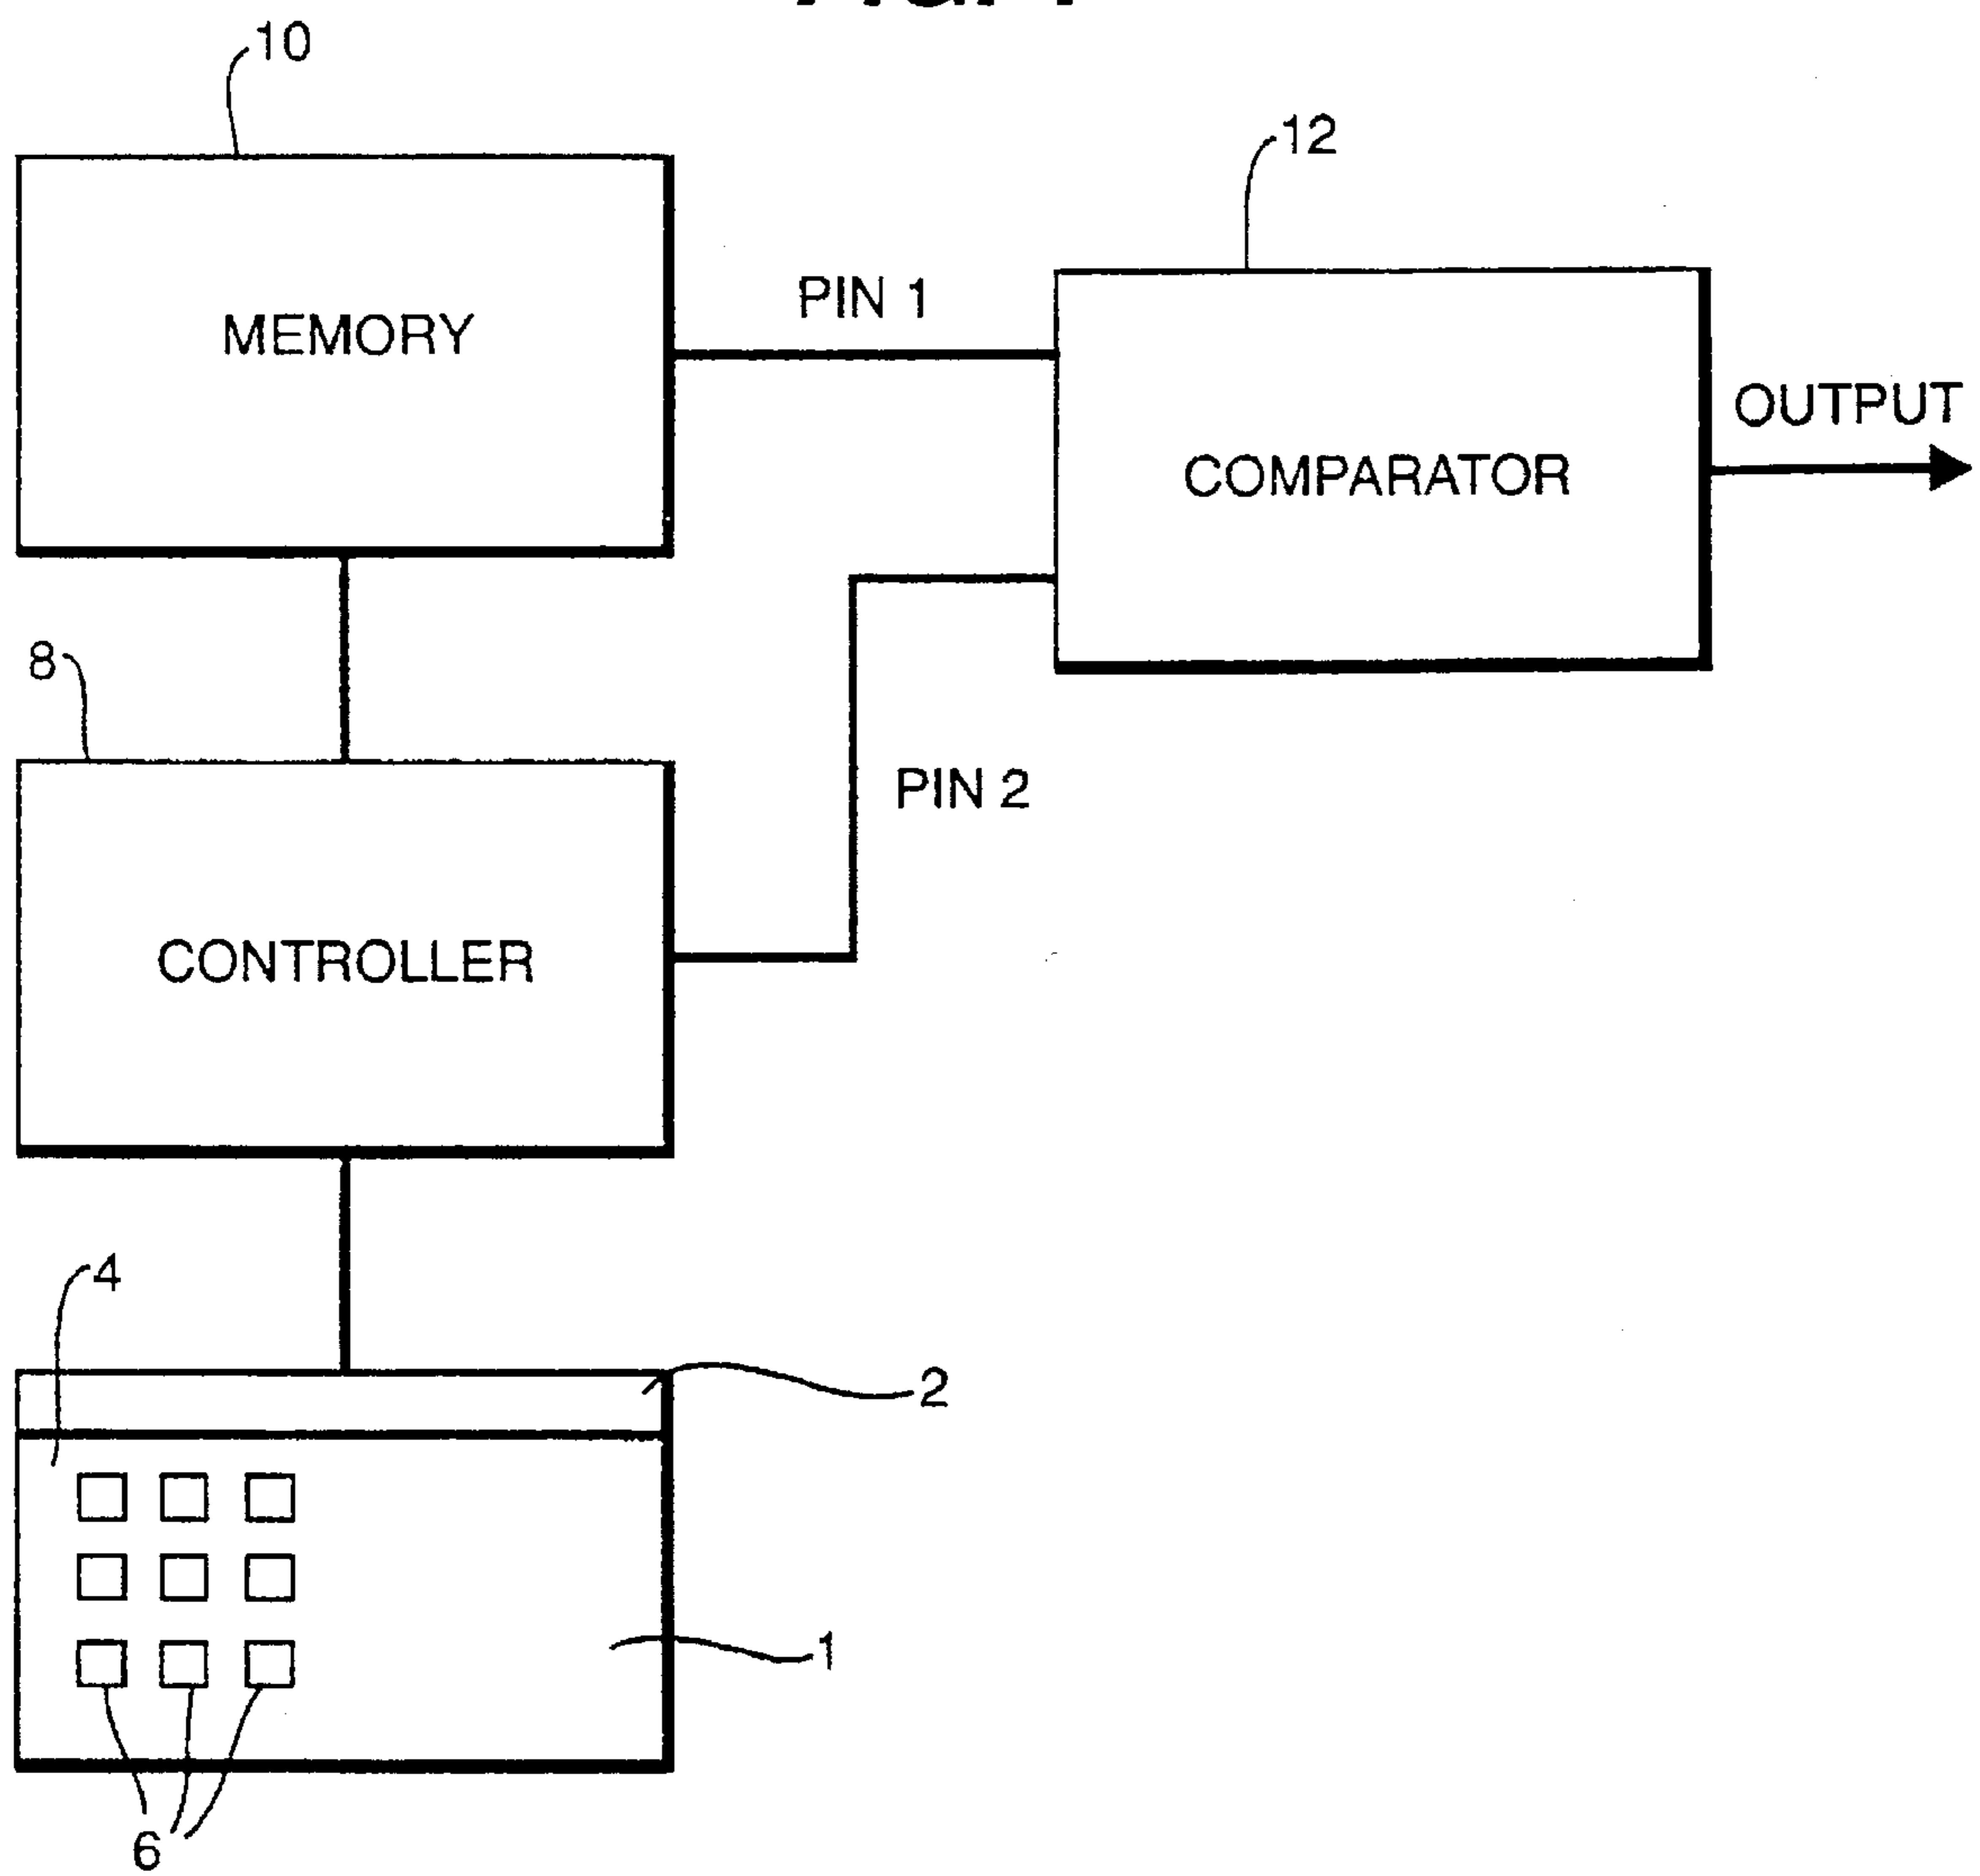 10
12
PIN 1
MEMORY
OUTPUT
COMPARATOR
8
PIN 2
CONTROLLER
4
2
1
6